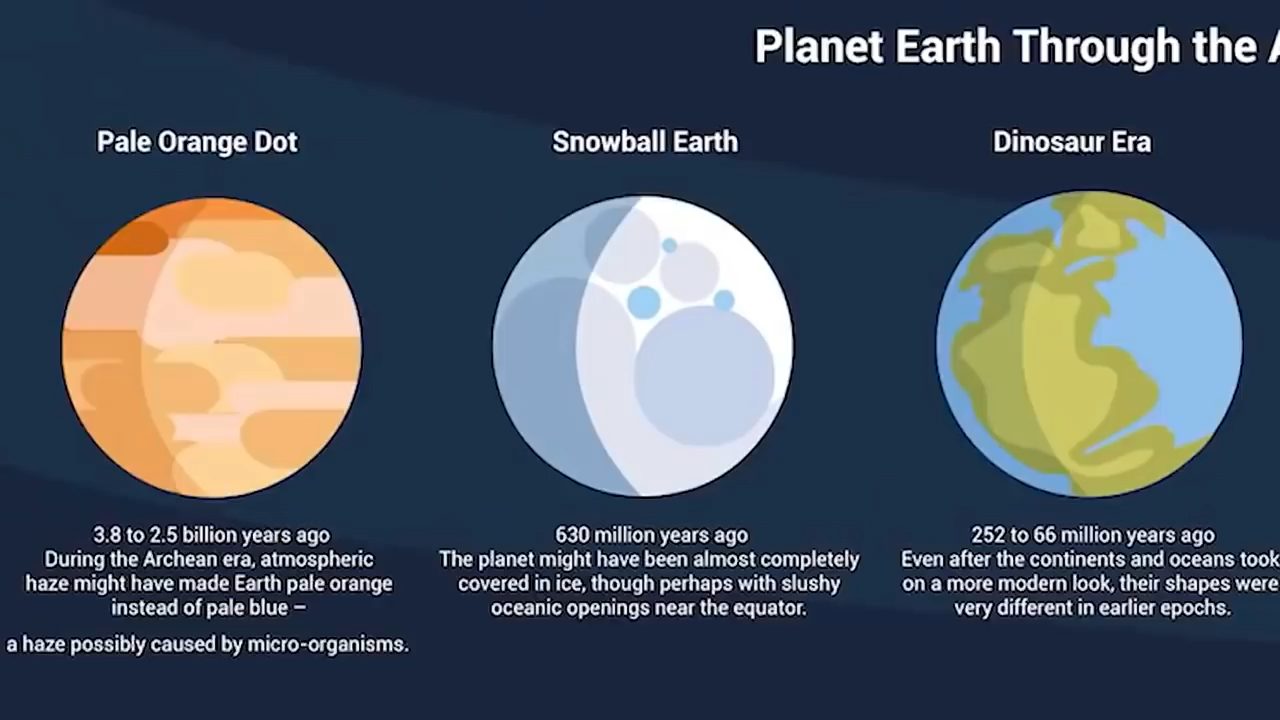 Planet Earth Through the
Pale Orange Dot
3.8 to 2.5 billion years ago
During the Archean era, atmospheric
haze might have made Earth pale orange
instead of pale blue –
a haze possibly caused by micro-organisms.
Snowball Earth
630 million years ago
The planet might have been almost completely
covered in ice, though perhaps with slushy
oceanic openings near the equator.
Dinosaur Era
252 to 66 million years ago
Even after the continents and oceans took
on a more modern look, their shapes were
very different in earlier epochs.